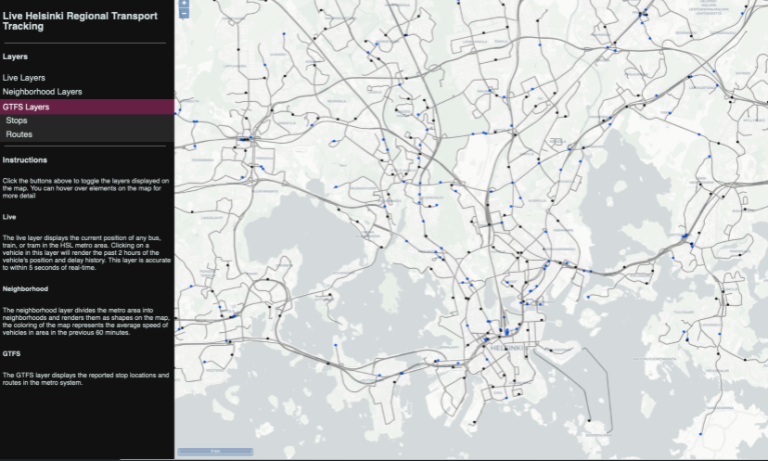 Live Helsinki Regional Transport
Tracking
Layers
Live Layers
Neighborhood Layers
GTFS Layers
Stops
Routes
Instructions
Click the buttons above to toggle the layers displayed on
the map. You can hover over elements on the map for
more detail
Live
The live layer displays the current position of any bus,
train, or tram in the HSL metro area. Clicking on a
vehicle in this layer will render the past 2 hours of the
vehicle's position and delay history. This layer is accurate
to within 5 seconds of real-time.
Neighborhood
The neighborhood layer divides the metro area into
neighborhoods and renders them as shapes on the map,
the coloring of the map represents the average speed of
vehicles in area in the previous 60 minutes.
GTFS
The GTFS layer displays the reported stop locations and
routes in the metro system.
HELSINKI